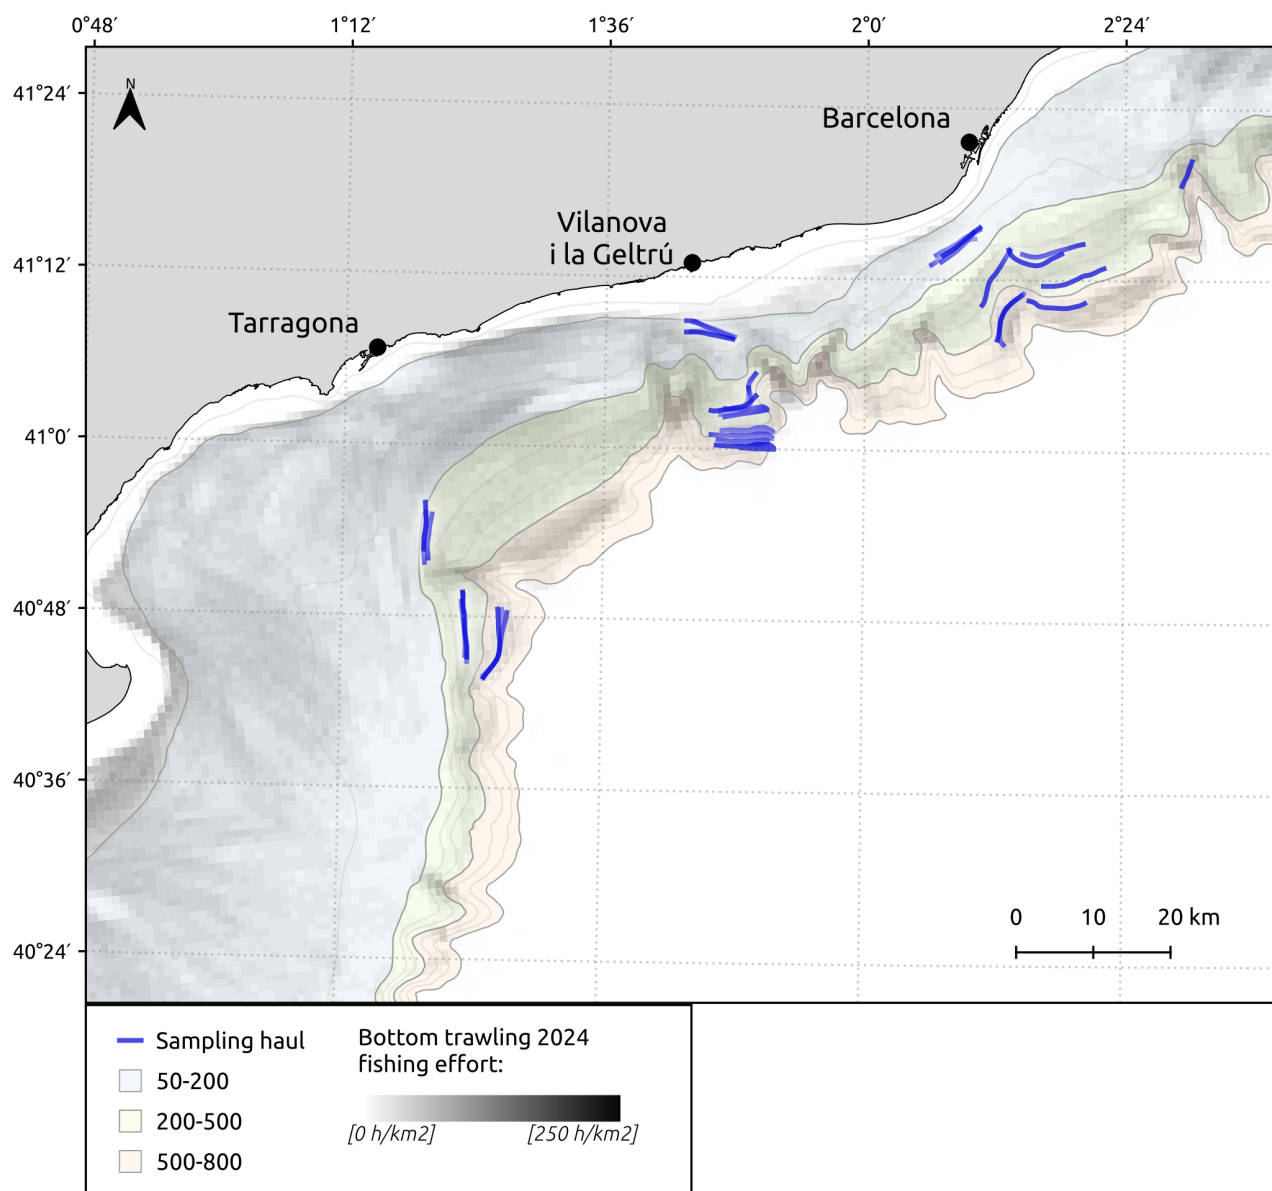 0°48′ 1°12′ 1°36′ 2°0′ 2°24′
41°24′
N
Barcelona
Vilanova
i la Geltrú
41°12′
Tarragona
41°0′
40°48′
40°36′
0 10 20 km
40°24′
Sampling haul
50-200
200-500
500-800
Bottom trawling 2024
fishing effort:
[0 h/km2] [250 h/km2]